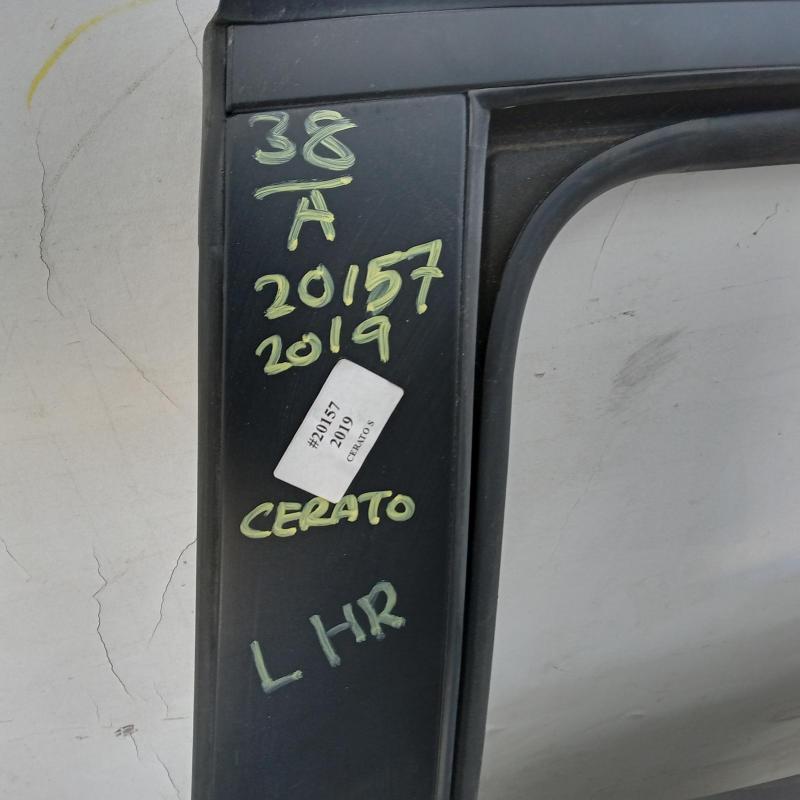 38
A
20157
2019
#20157
2019
CERATO S
CERATO
LHR